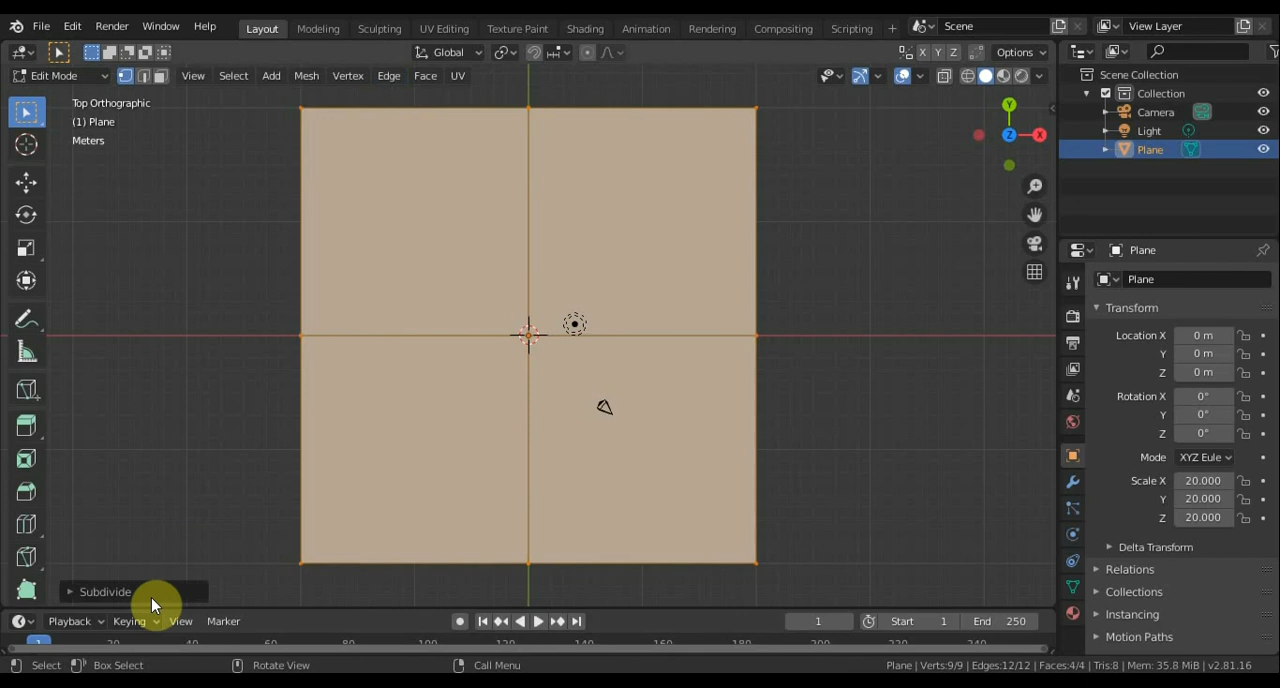 File Edit Render Window Help Layout Modeling Sculpting UV Editing Texture Paint Shading Animation Rendering Compositing Scripting + Scene View Layer
Global X Y Z Options
Edit Mode View Select Add Mesh Vertex Edge Face UV
Scene Collection
Collection
Camera
Light
Plane
Top Orthographic
(1) Plane
Meters
Y
Z X
Plane
Plane
Transform
Location X 0 m
Y 0 m
Z 0 m
Rotation X 0°
Y 0°
Z 0°
Mode XYZ Eule
Scale X 20.000
Y 20.000
Z 20.000
Delta Transform
Relations
Collections
Instancing
Motion Paths
Subdivide
Playback Keying View Marker 1 Start 1 End 250
1 20 40 60 80 100 120 140 160 180 200 220 240
Select Box Select Rotate View Call Menu Plane | Verts:9/9 | Edges:12/12 | Faces:4/4 | Tris:8 | Mem: 35.8 MiB | v2.81.16